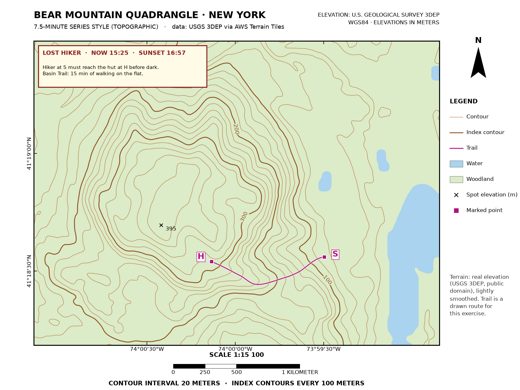 BEAR MOUNTAIN QUADRANGLE · NEW YORK
7.5-MINUTE SERIES STYLE (TOPOGRAPHIC) · data: USGS 3DEP via AWS Terrain Tiles
ELEVATION: U.S. GEOLOGICAL SURVEY 3DEP
WGS84 · ELEVATIONS IN METERS
LOST HIKER · NOW 15:25 · SUNSET 16:57
Hiker at S must reach the hut at H before dark.
Basin Trail: 15 min of walking on the flat.
N
LEGEND
Contour
Index contour
Trail
Water
Woodland
Spot elevation (m)
Marked point
41°19'00"N
41°18'30"N
395
H
S
Terrain: real elevation
(USGS 3DEP, public
domain), lightly
smoothed. Trail is a
drawn route for
this exercise.
74°00'30"W
74°00'00"W
73°59'30"W
SCALE 1:15 100
0
250
500
1 KILOMETER
CONTOUR INTERVAL 20 METERS · INDEX CONTOURS EVERY 100 METERS